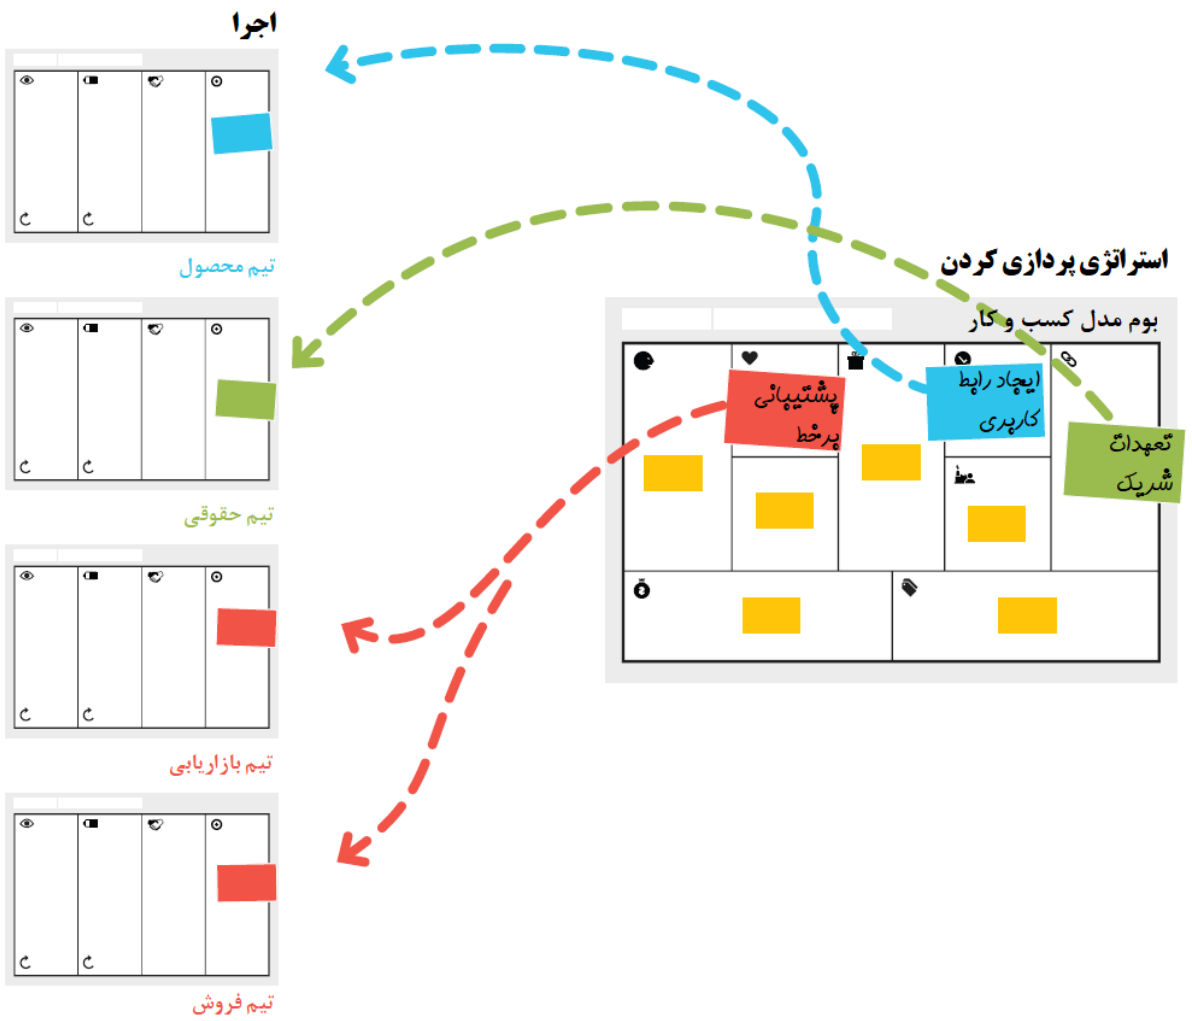 اجرا
استراتژی پردازی کردن
بوم مدل کسب و کار
پشتیبانی
برخط
ایجاد رابط
کاربری
تعهدات
شریک
تیم محصول
تیم حقوقی
تیم بازاریابی
تیم فروش